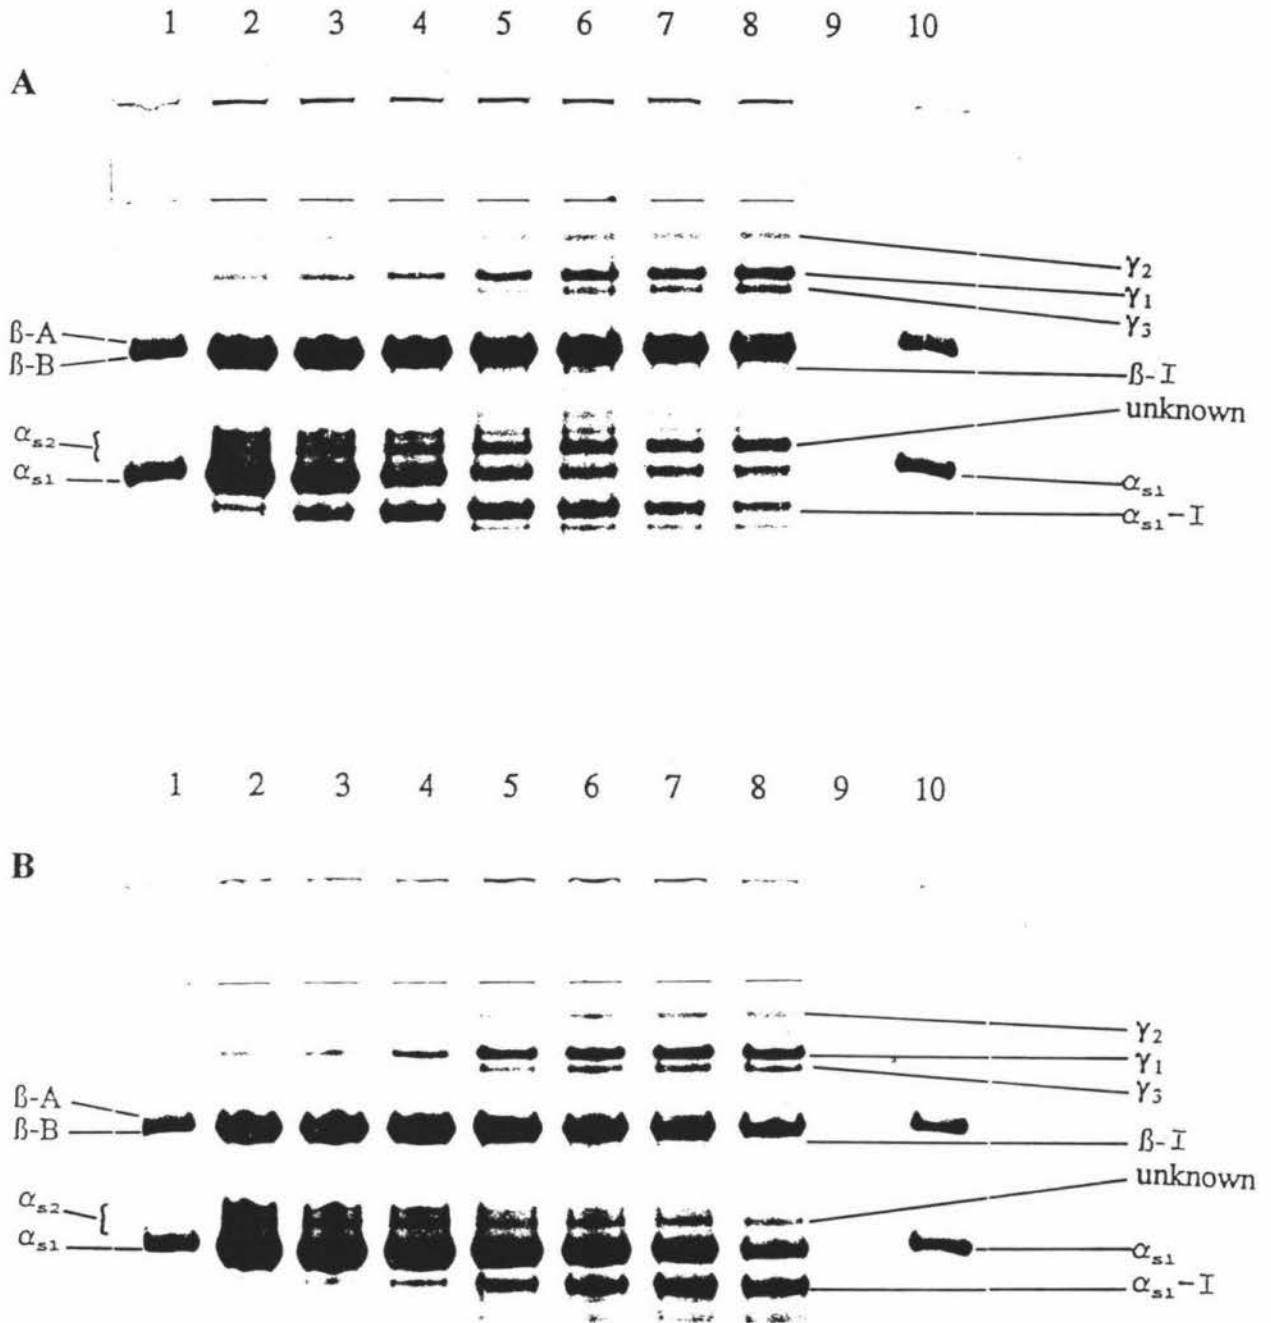 1 2 3 4 5 6 7 8 9 10
A
γ₂
γ₁
γ₃
ß-A
ß-B
ß-I
unknown
αs2 {
αs1
αs1
αs1-I
1 2 3 4 5 6 7 8 9 10
B
γ₂
γ₁
γ₃
ß-A
ß-B
ß-I
unknown
αs2 {
αs1
αs1
αs1-I